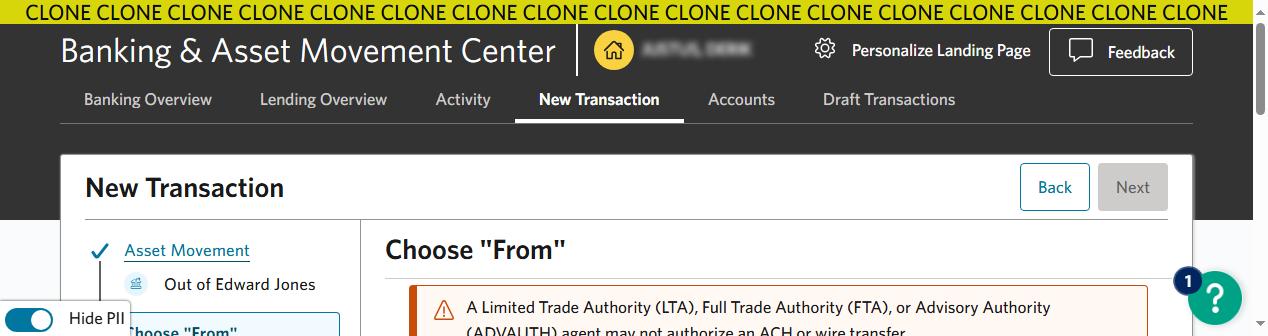 CLONE CLONE CLONE CLONE CLONE CLONE CLONE CLONE CLONE CLONE CLONE CLONE CLONE CLONE CLONE CLONE CLONE
Banking & Asset Movement Center
Personalize Landing Page
Feedback
Banking Overview
Lending Overview
Activity
New Transaction
Accounts
Draft Transactions
New Transaction
Back
Next
Asset Movement
Out of Edward Jones
Choose "From"
Hide PII
Choose "From"
A Limited Trade Authority (LTA), Full Trade Authority (FTA), or Advisory Authority
(ADVAUTH) agent may not authorize an ACH or wire transfer.
1
?